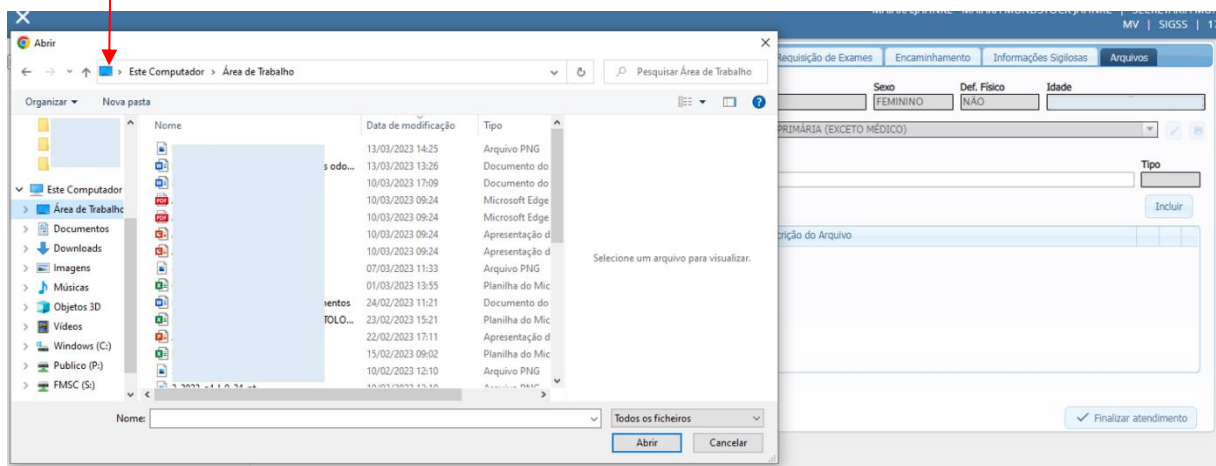 MV | SIGSS |
Abrir
Este Computador > Área de Trabalho
Pesquisar Área de Trabalho
Organizar
Nova pasta
Nome Data de modificação Tipo
13/03/2023 14:25 Arquivo PNG
s odo... 13/03/2023 13:26 Documento do
10/03/2023 17:09 Documento do
PDF 10/03/2023 09:24 Microsoft Edge
PDF 10/03/2023 09:24 Microsoft Edge
10/03/2023 09:24 Apresentação d
10/03/2023 09:24 Apresentação d
07/03/2023 11:33 Arquivo PNG
01/03/2023 13:55 Planilha do Mic
entos 24/02/2023 11:21 Documento do
TOLO... 23/02/2023 15:21 Planilha do Mic
22/02/2023 17:11 Apresentação d
15/02/2023 09:02 Planilha do Mic
10/02/2023 12:10 Arquivo PNG
Este Computador
Área de Trabalho
Documentos
Downloads
Imagens
Músicas
Objetos 3D
Vídeos
Windows (C:)
Publico (P:)
FMSC (S:)
Selecione um arquivo para visualizar.
Nome:
Todos os ficheiros
Abrir Cancelar
Requisição de Exames Encaminhamento Informações Sigilosas Arquivos
Sexo Def. Físico Idade
FEMININO NÃO
PRIMÁRIA (EXCETO MÉDICO)
Tipo
Incluir
crição do Arquivo
Finalizar atendimento